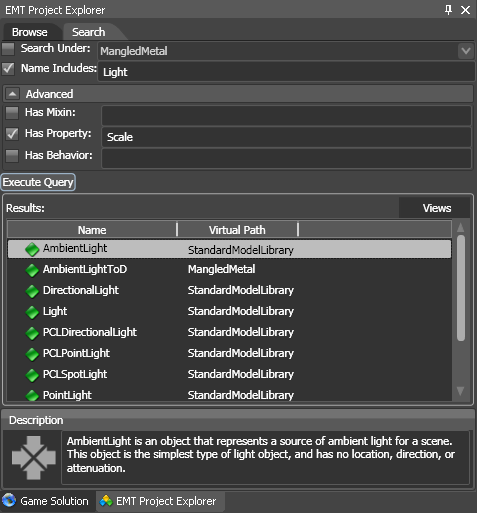 EMT Project Explorer
Browse Search
Search Under: MangledMetal
Name Includes: Light
Advanced
Has Mixin:
Has Property: Scale
Has Behavior:
Execute Query
Results: Views
Name Virtual Path
AmbientLight StandardModelLibrary
AmbientLightToD MangledMetal
DirectionalLight StandardModelLibrary
Light StandardModelLibrary
PCLDirectionalLight StandardModelLibrary
PCLPointLight StandardModelLibrary
PCLSpotLight StandardModelLibrary
PointLight StandardModelLibrary
Description
AmbientLight is an object that represents a source of ambient light for a scene.
This object is the simplest type of light object, and has no location, direction, or
attenuation.
Game Solution EMT Project Explorer